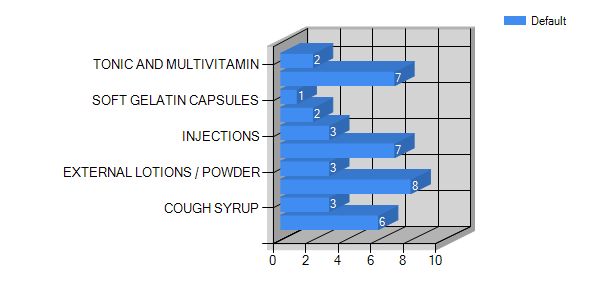 Default
TONIC AND MULTIVITAMIN
2
7
SOFT GELATIN CAPSULES
1
2
INJECTIONS
3
7
EXTERNAL LOTIONS / POWDER
3
8
COUGH SYRUP
3
6
0 2 4 6 8 10